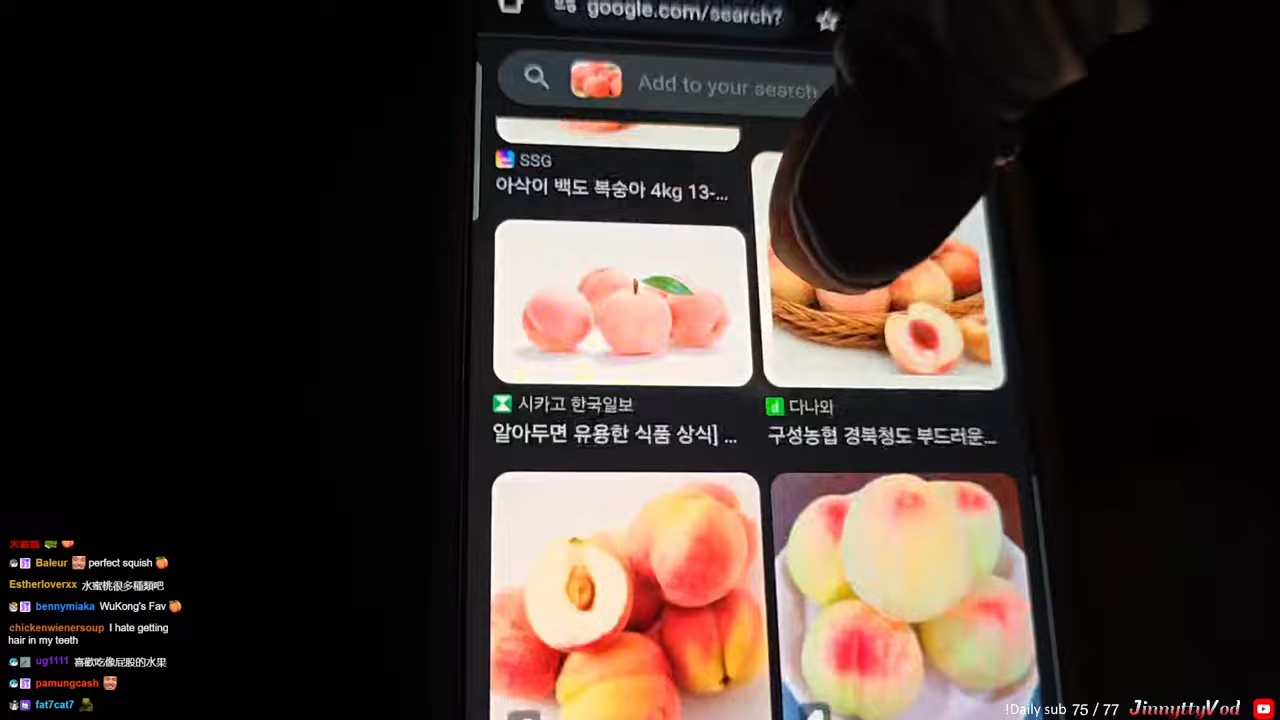 google.com/search?
Add to your search
SSG
아삭이 백도 복숭아 4kg 13-...
시카고 한국일보
알아두면 유용한 식품 상식] ...
다나와
구성농협 경북청도 부드러운...
Baleur perfect squish
Estherloverxx 水蜜桃很多種類吧
bennymiaka WuKong's Fav
chickenwienersoup I hate getting
hair in my teeth
ug1111 喜歡吃像屁股的水果
pamungcash
fat7cat7
!Daily sub 75 / 77 JinnyttyVod